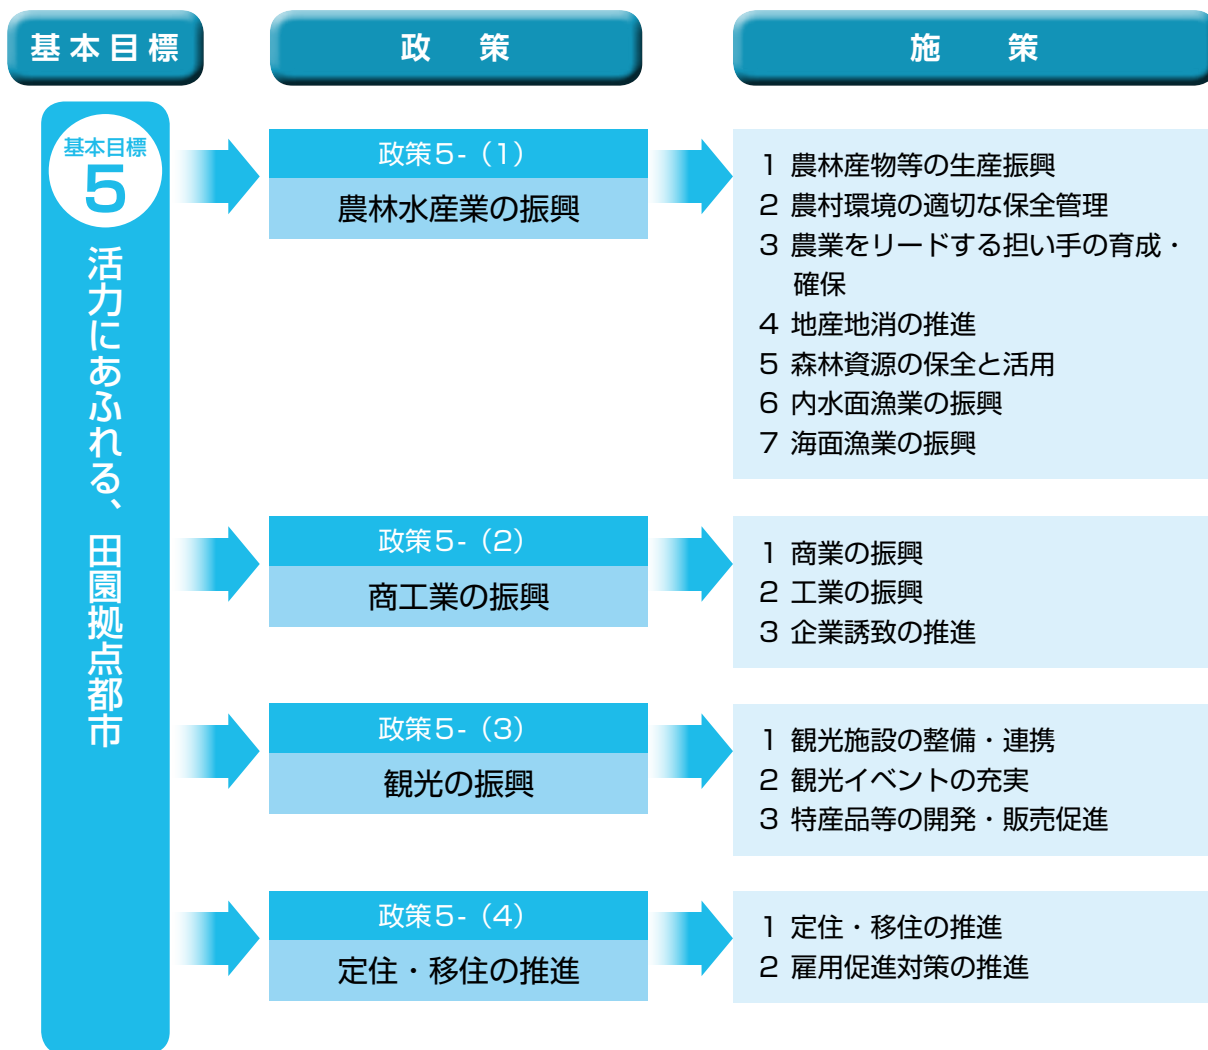 基本目標
政　策
施　策
基本目標
5
活力にあふれる、田園拠点都市
政策5-（1）
農林水産業の振興
1 農林産物等の生産振興
2 農村環境の適切な保全管理
3 農業をリードする担い手の育成・
確保
4 地産地消の推進
5 森林資源の保全と活用
6 内水面漁業の振興
7 海面漁業の振興
政策5-（2）
商工業の振興
1 商業の振興
2 工業の振興
3 企業誘致の推進
政策5-（3）
観光の振興
1 観光施設の整備・連携
2 観光イベントの充実
3 特産品等の開発・販売促進
政策5-（4）
定住・移住の推進
1 定住・移住の推進
2 雇用促進対策の推進